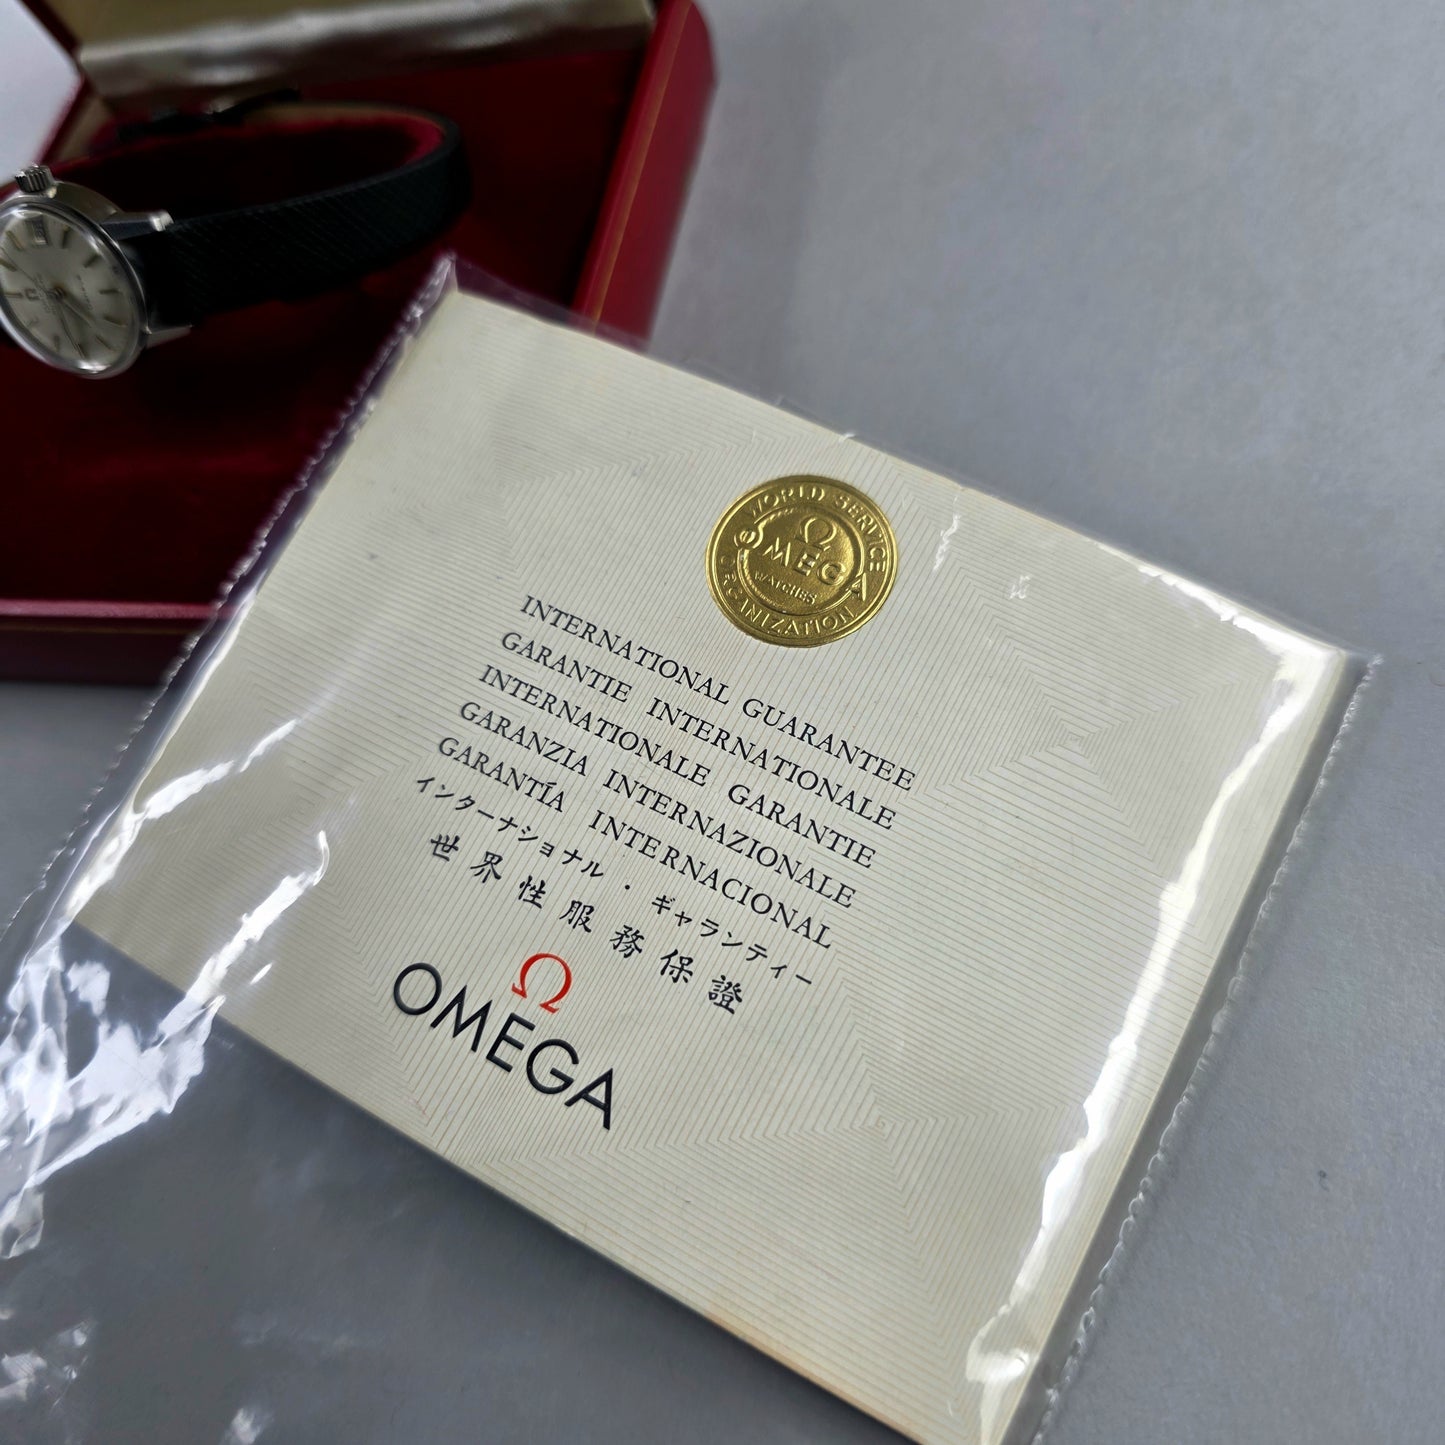 WORLD SERVICE
Ω
OMEGA
WATCHES
ORGANIZATION
INTERNATIONAL GUARANTEE
GARANTIE INTERNATIONALE
INTERNATIONALE GARANTIE
GARANZIA INTERNAZIONALE
GARANTÍA INTERNACIONAL
インターナショナル・ギャランティー
世界性服務保證
Ω
OMEGA